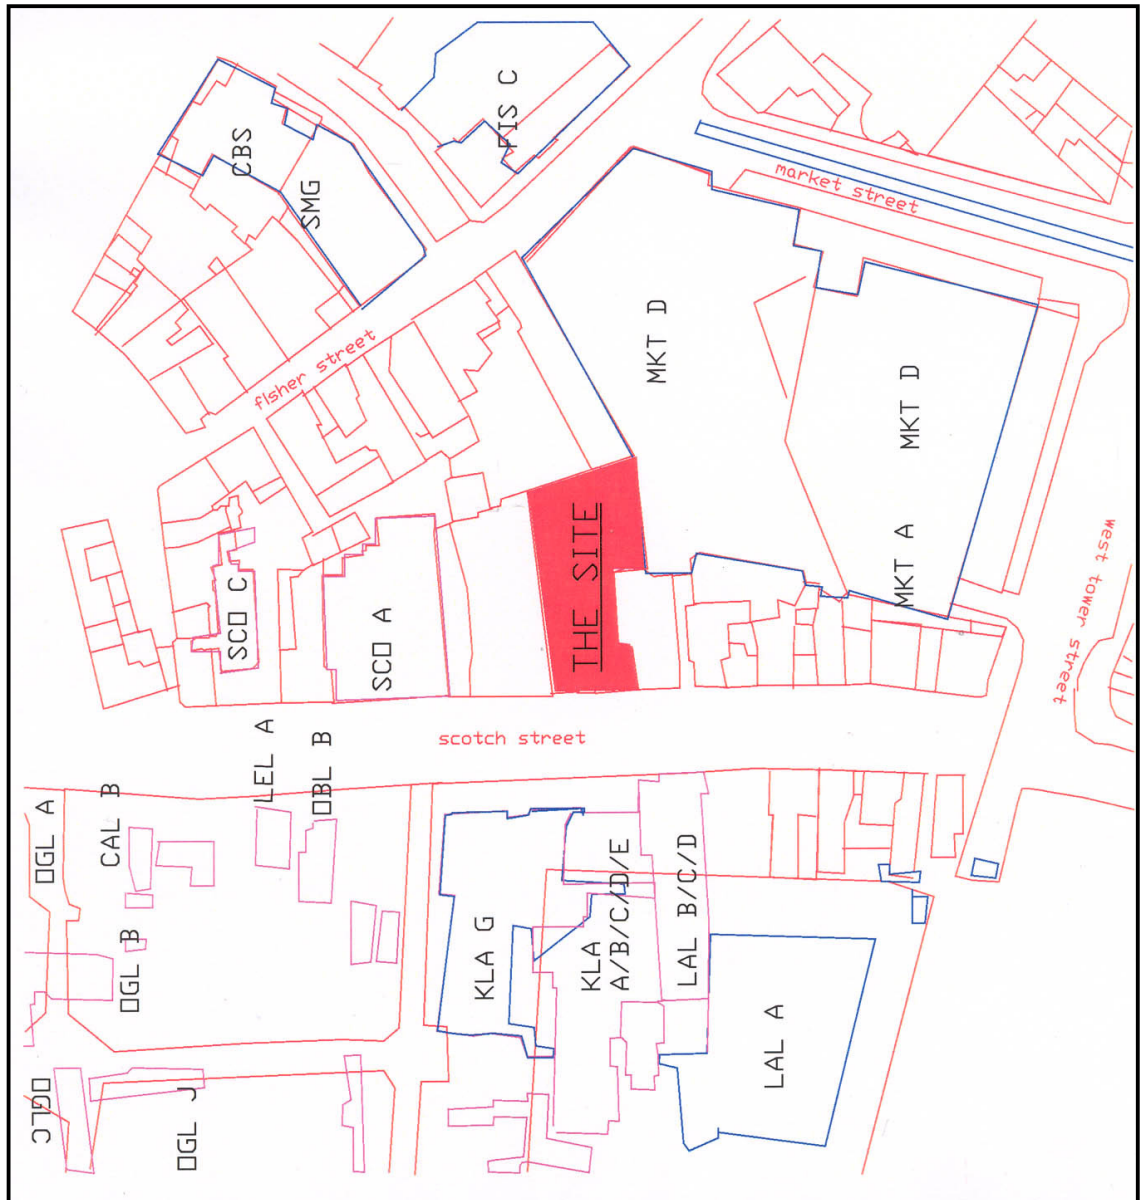 FIS C
CBS
SMG
market street
MKT D
fisher street
MKT D
MKT A
THE SITE
SCO C
SCO A
west tower street
scotch street
LEL A
OBL B
OGL A
CAL B
OGL B
KLA G
KLA
A/B/C/D/E
LAL B/C/D
LAL A
OGLC
OGL J